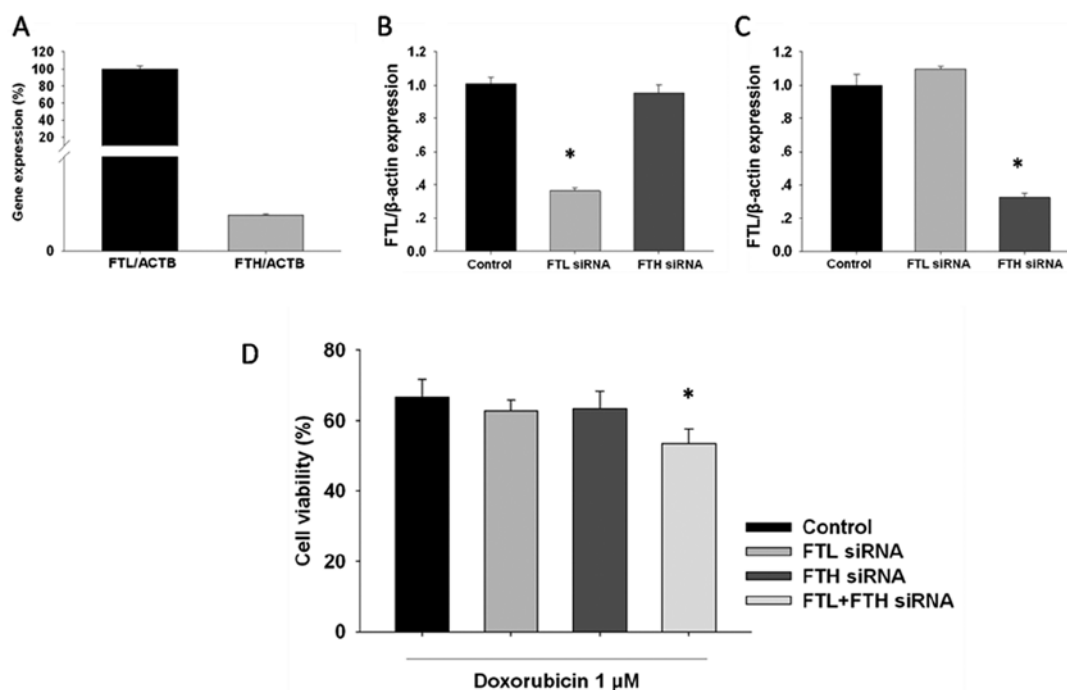 A
Gene expression (%)
120
100
80
60
40
20
0
FTL/ACTB FTH/ACTB
B
FTL/β-actin expression
1.2
1.0
.8
.6
.4
.2
0.0
*
Control FTL siRNA FTH siRNA
C
FTL/β-actin expression
1.2
1.0
.8
.6
.4
.2
0.0
*
Control FTL siRNA FTH siRNA
D
Cell viability (%)
80
60
40
20
0
*
Doxorubicin 1 µM
Control
FTL siRNA
FTH siRNA
FTL+FTH siRNA